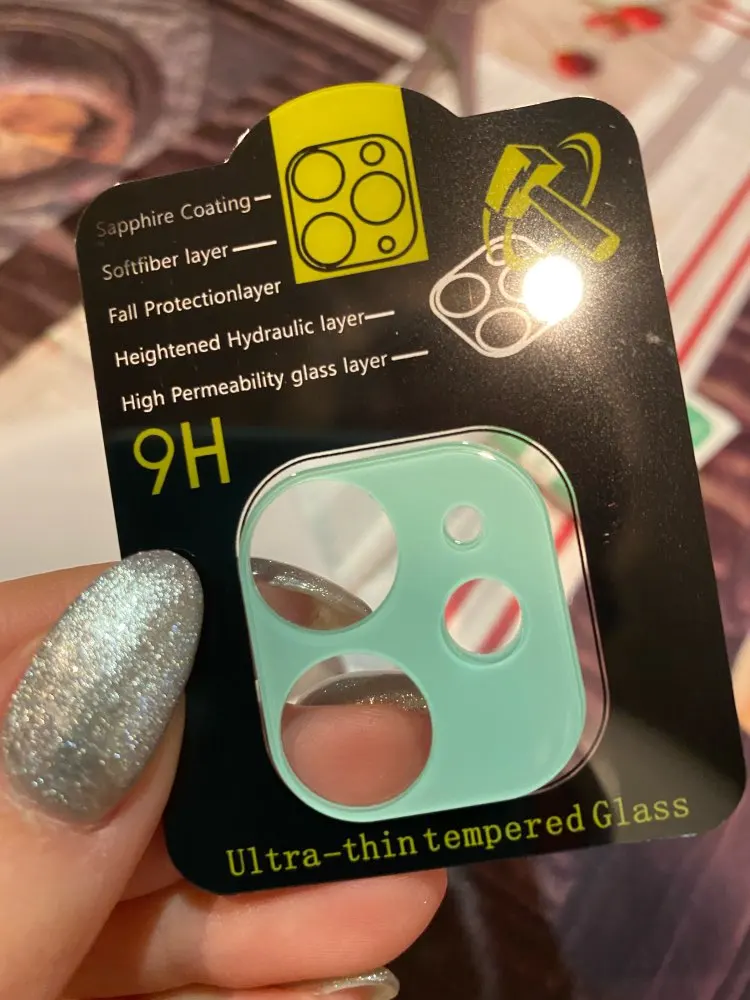 Sapphire Coating
Softfiber layer
Fall Protectionlayer
Heightened Hydraulic layer
High Permeability glass layer
9H
Ultra-thin tempered Glass